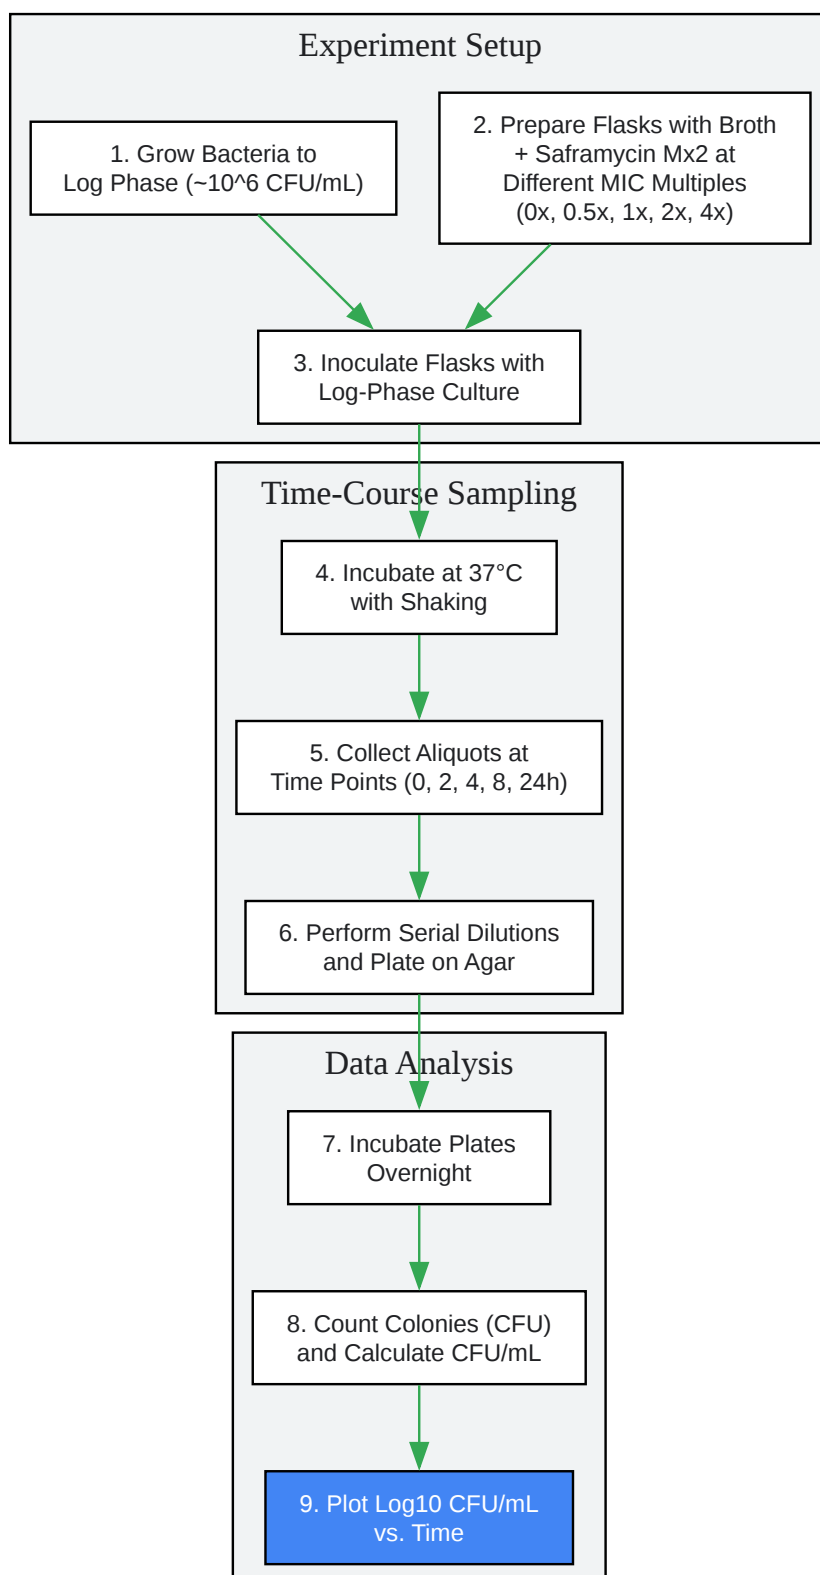 Experiment Setup
1. Grow Bacteria to
Log Phase (~10^6 CFU/mL)
2. Prepare Flasks with Broth
+ Saframycin Mx2 at
Different MIC Multiples
(0x, 0.5x, 1x, 2x, 4x)
3. Inoculate Flasks with
Log-Phase Culture
Time-Course Sampling
4. Incubate at 37°C
with Shaking
5. Collect Aliquots at
Time Points (0, 2, 4, 8, 24h)
6. Perform Serial Dilutions
and Plate on Agar
Data Analysis
7. Incubate Plates
Overnight
8. Count Colonies (CFU)
and Calculate CFU/mL
9. Plot Log10 CFU/mL
vs. Time